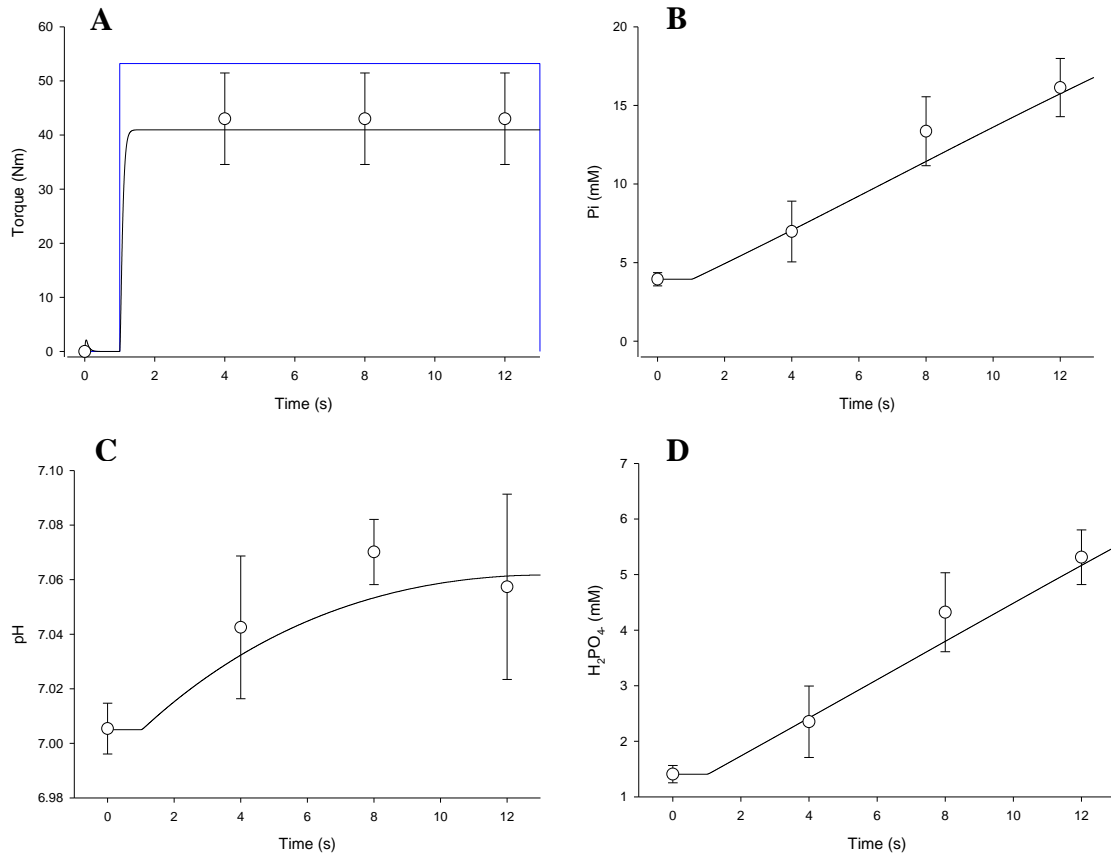 A
60
50
40
30
20
10
0
Torque (Nm)
0 2 4 6 8 10 12
Time (s)
B
20
15
10
5
0
Pi (mM)
0 2 4 6 8 10 12
Time (s)
C
7.10
7.08
7.06
7.04
7.02
7.00
6.98
pH
0 2 4 6 8 10 12
Time (s)
D
7
6
5
4
3
2
1
H₂PO₄- (mM)
0 2 4 6 8 10 12
Time (s)